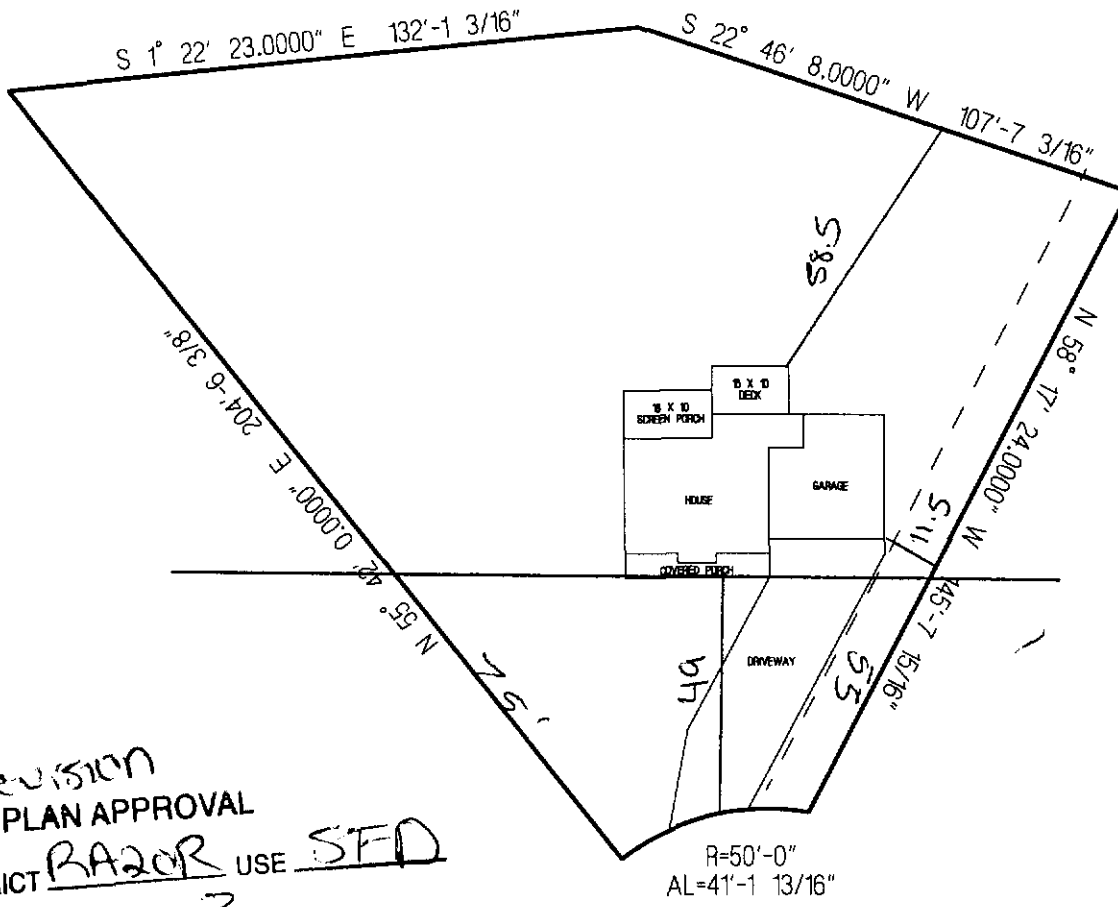 S 1° 22' 23.0000" E 132'-1 3/16"
S 22° 46' 8.0000" W 107'-7 3/16"
58.5
N 58° 17' 24.0000" W 145'-7 15/16"
N 55° 42' 0.0000" E 204'-6 3/8"
10
DECK
10
SCREEN PORCH
HOUSE
GARAGE
11.5
COVERED PORCH
DRIVEWAY
49
53
75'
R=50'-0"
AL=41'-1 13/16"
PLAN APPROVAL
RICT RA20R USE SFD